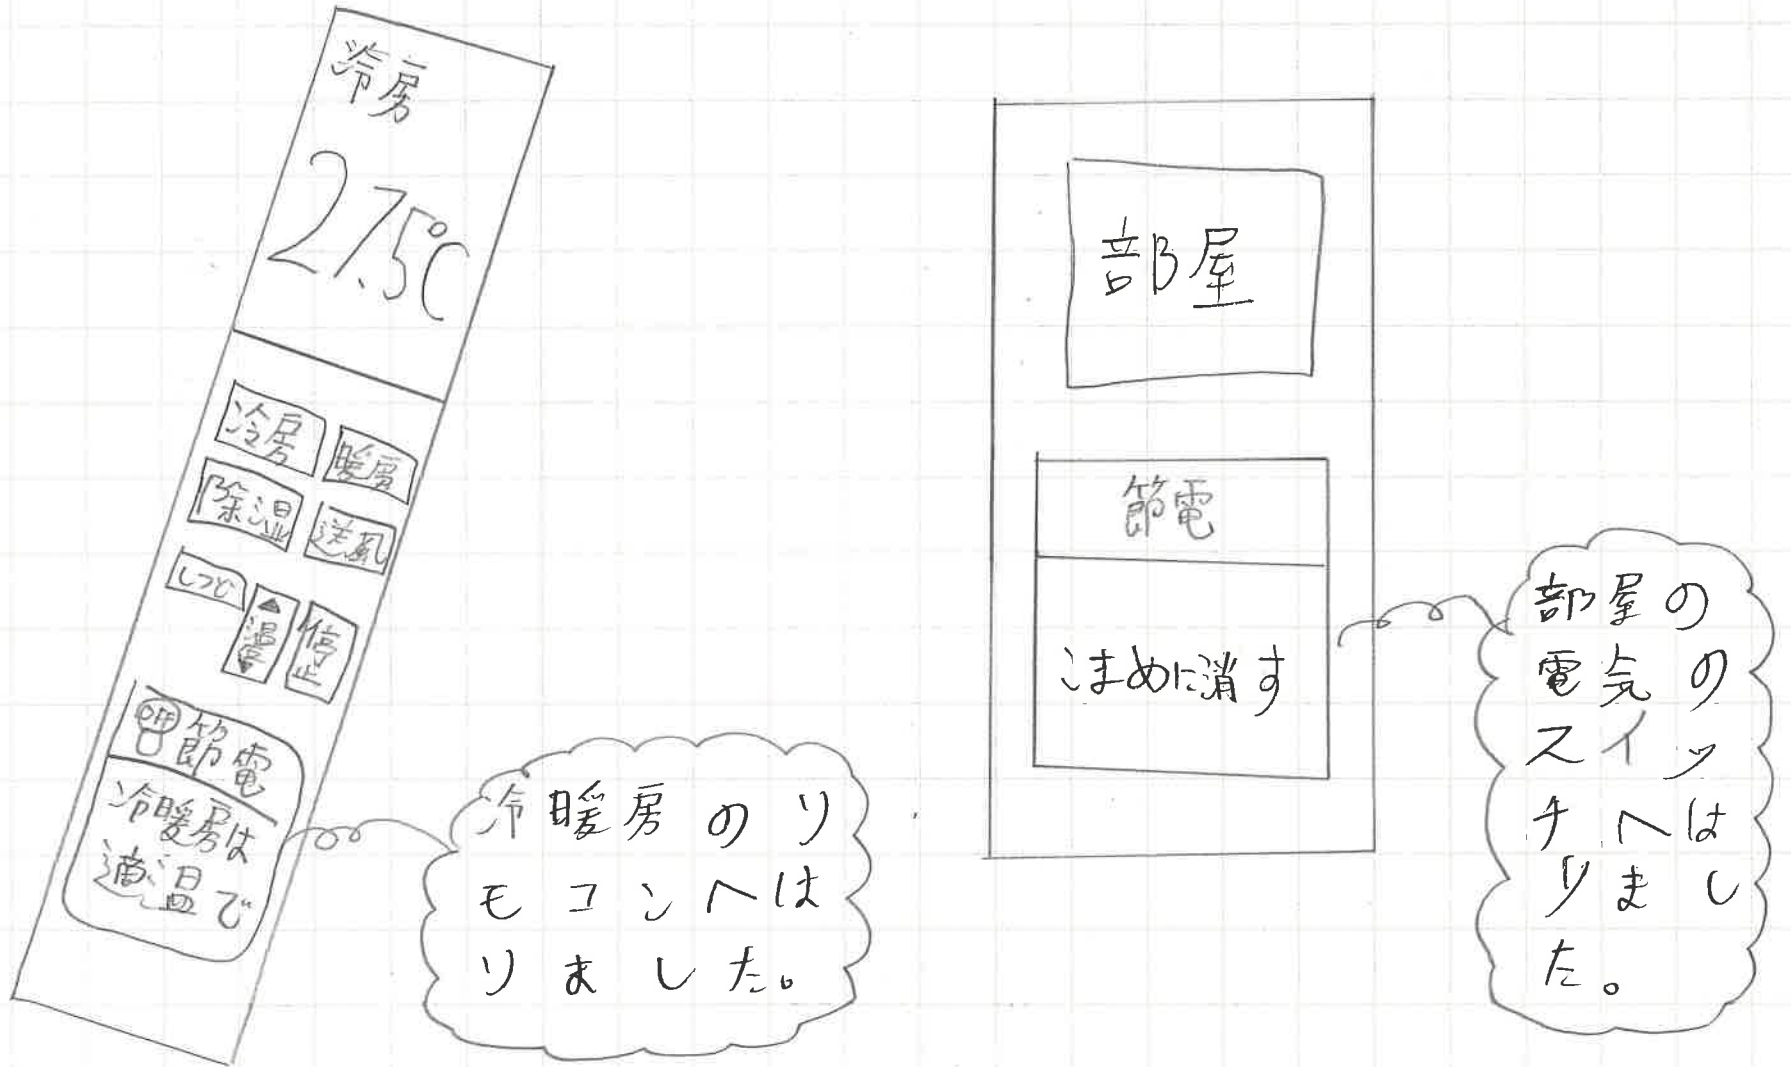 冷房
27.5℃
冷房
暖房
除湿
送風
しつど
▲
温度
▼
停止
OFF
節電
冷暖房は
適温で
冷暖房のリ
モコンへは
りました。
部屋
節電
こまめに消す
部屋の
電気の
スイッ
チへは
りまし
た。